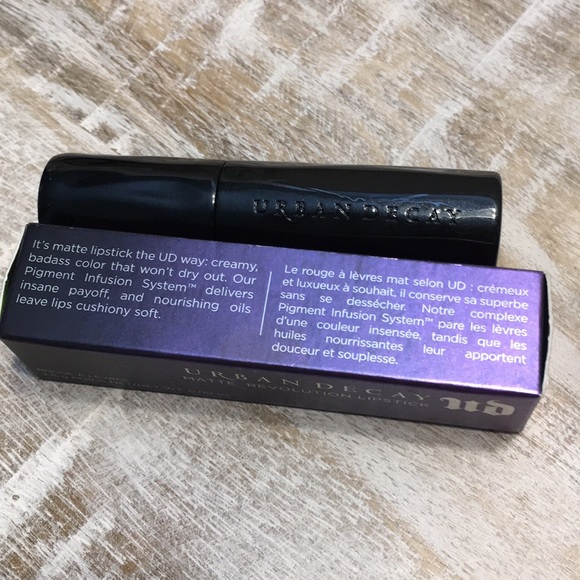 URBAN DECAY
It's matte lipstick the UD way: creamy,
badass color that won't dry out. Our
Pigment Infusion System™ delivers
insane payoff, and nourishing oils
leave lips cushiony soft.
Le rouge à lèvres mat selon UD : crémeux
et luxueux à souhait, il conserve sa superbe
sans se dessécher. Notre complexe
Pigment Infusion System™ pare les lèvres
d'une couleur insensée, tandis que les
huiles nourrissantes leur apportent
douceur et souplesse.
URBAN DECAY
MATTE REVOLUTION LIPSTICK
UD